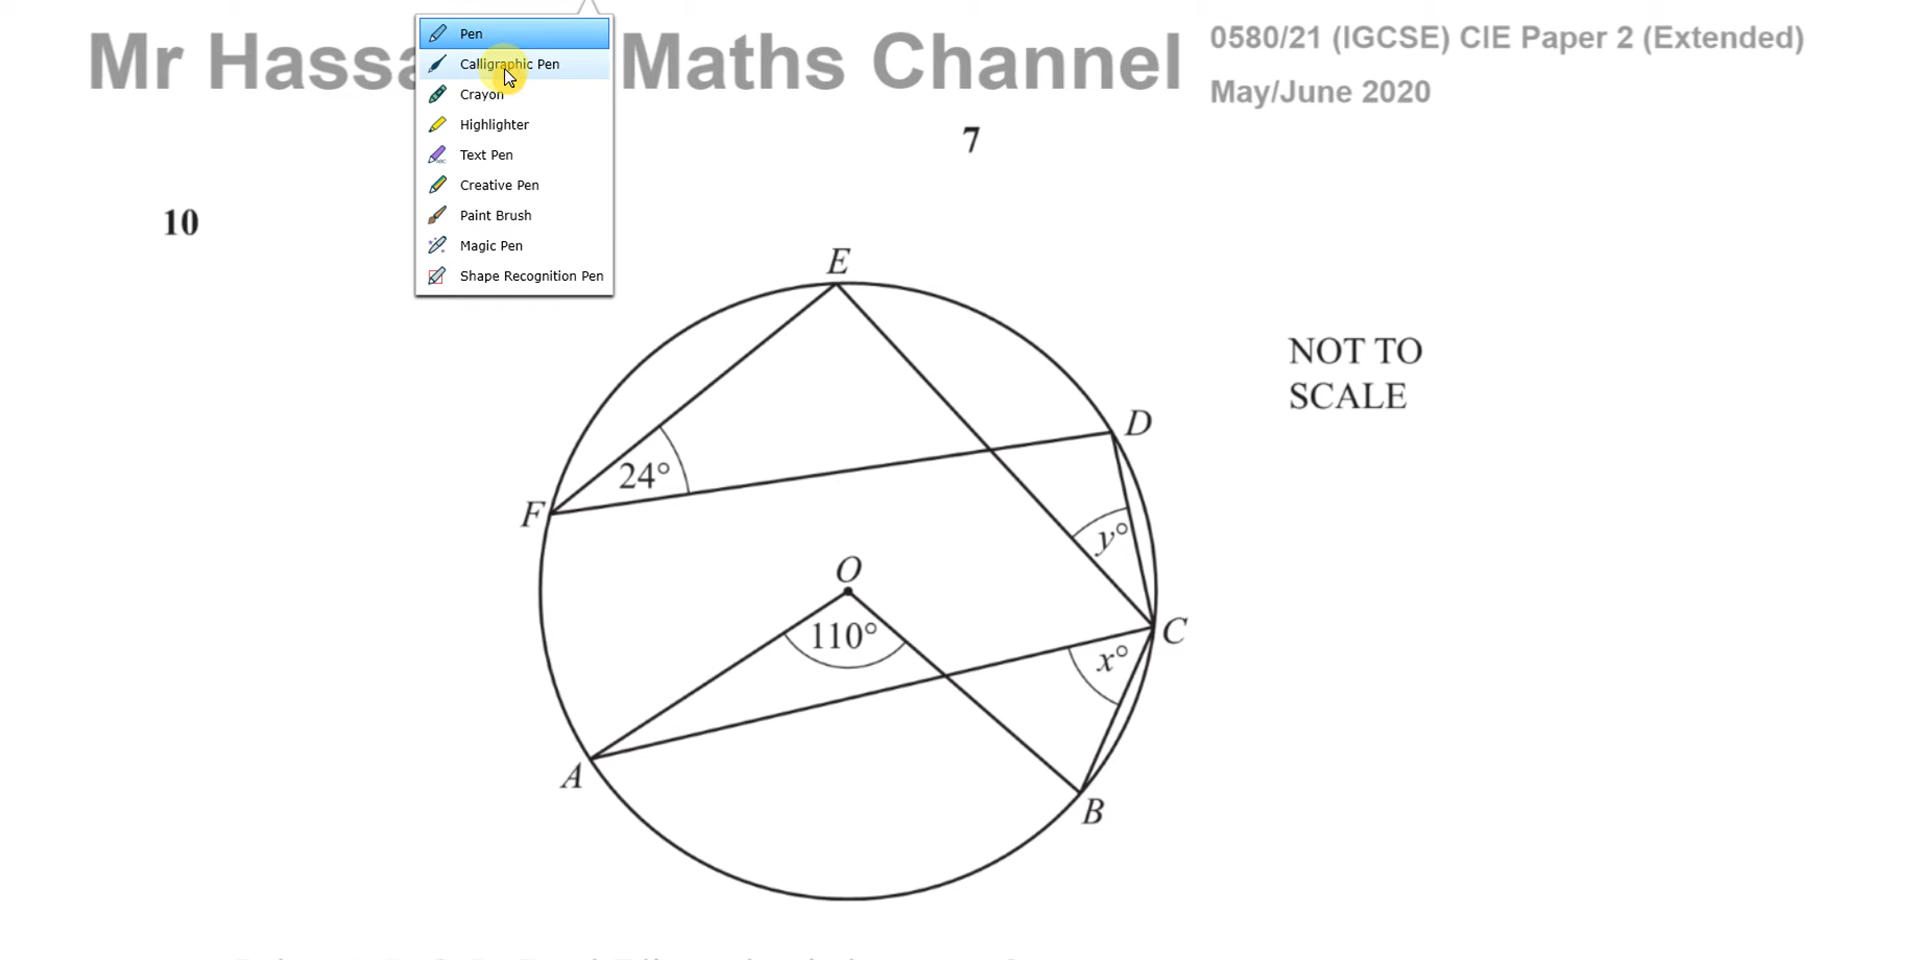 Mr Hassa Maths Channel
0580/21 (IGCSE) CIE Paper 2 (Extended)
May/June 2020
Pen
Calligraphic Pen
Crayon
Highlighter
Text Pen
Creative Pen
Paint Brush
Magic Pen
Shape Recognition Pen
7
10
E
NOT TO
SCALE
D
24°
F
y°
O
110°
C
x°
A
B